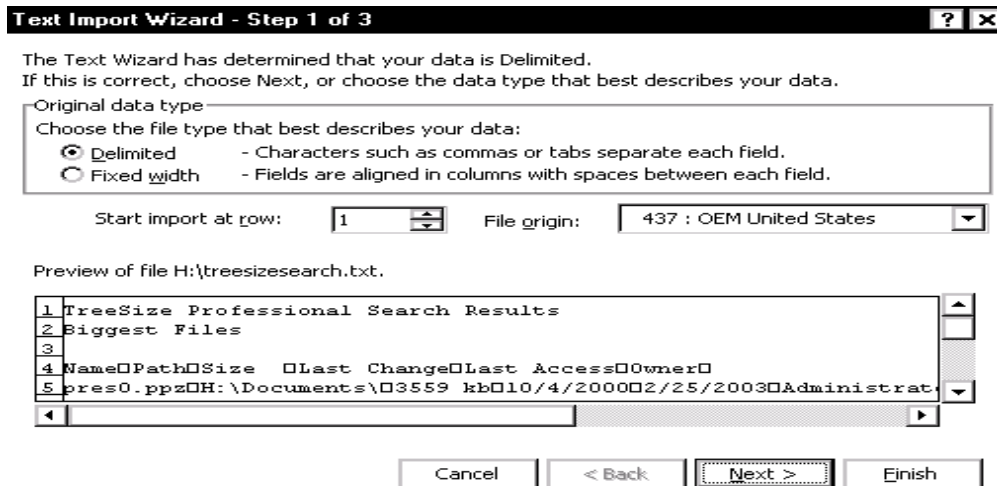 Text Import Wizard - Step 1 of 3
The Text Wizard has determined that your data is Delimited.
If this is correct, choose Next, or choose the data type that best describes your data.
Original data type
Choose the file type that best describes your data:
Delimited - Characters such as commas or tabs separate each field.
Fixed width - Fields are aligned in columns with spaces between each field.
Start import at row: 1 File origin: 437 : OEM United States
Preview of file H:\treesizesearch.txt.
1 TreeSize Professional Search Results
2 Biggest Files
3
4 Name□Path□Size □Last Change□Last Access□Owner□
5 pres0.ppz□H:\Documents\□3559 kb□10/4/2000□2/25/2003□Administrat
Cancel < Back Next > Finish